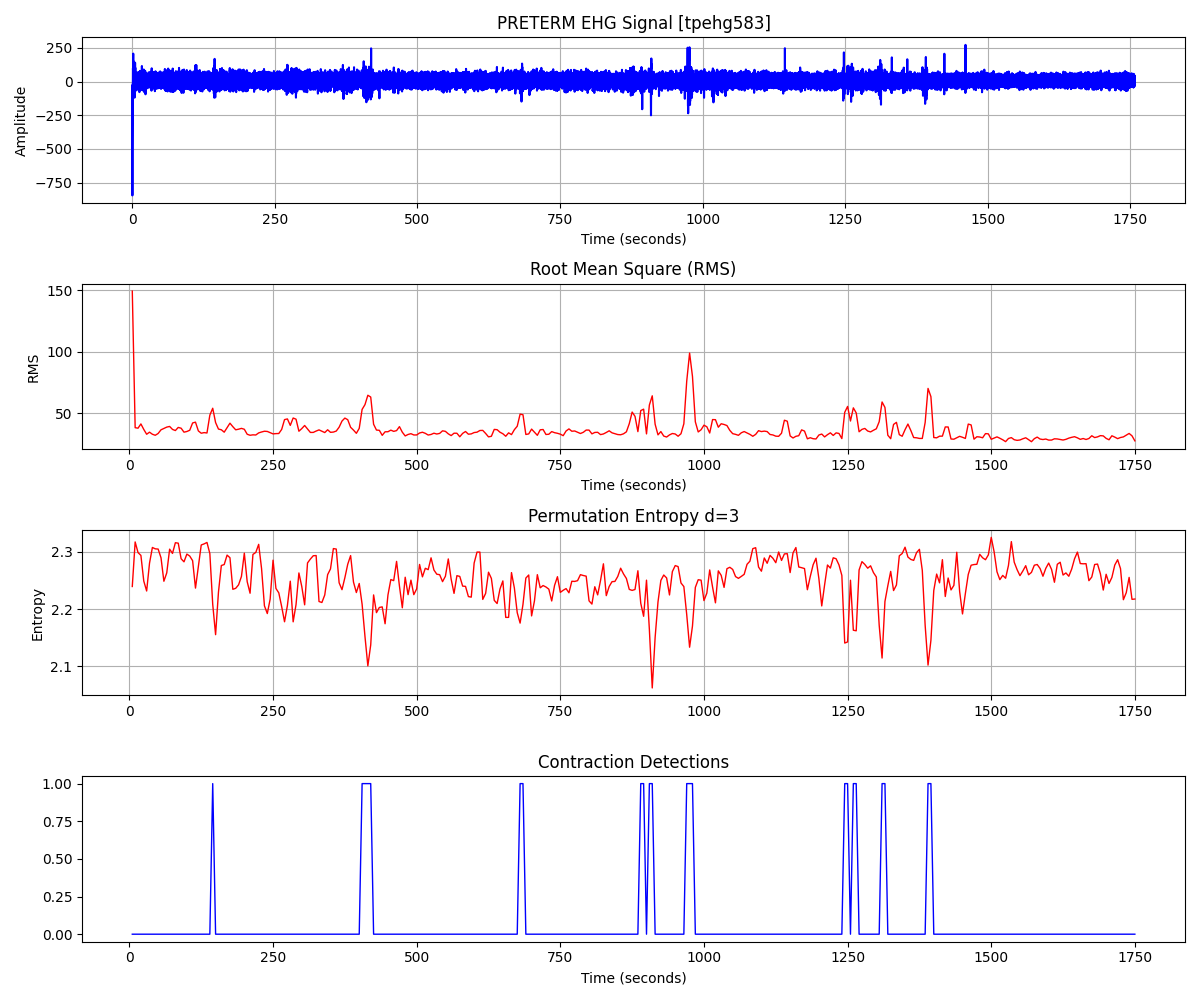 PRETERM EHG Signal [tpehg583]
250
0
−250
−500
−750
Amplitude
0 250 500 750 1000 1250 1500 1750
Time (seconds)
Root Mean Square (RMS)
150
100
50
RMS
0 250 500 750 1000 1250 1500 1750
Time (seconds)
Permutation Entropy d=3
2.3
2.2
2.1
Entropy
0 250 500 750 1000 1250 1500 1750
Contraction Detections
1.00
0.75
0.50
0.25
0.00
0 250 500 750 1000 1250 1500 1750
Time (seconds)